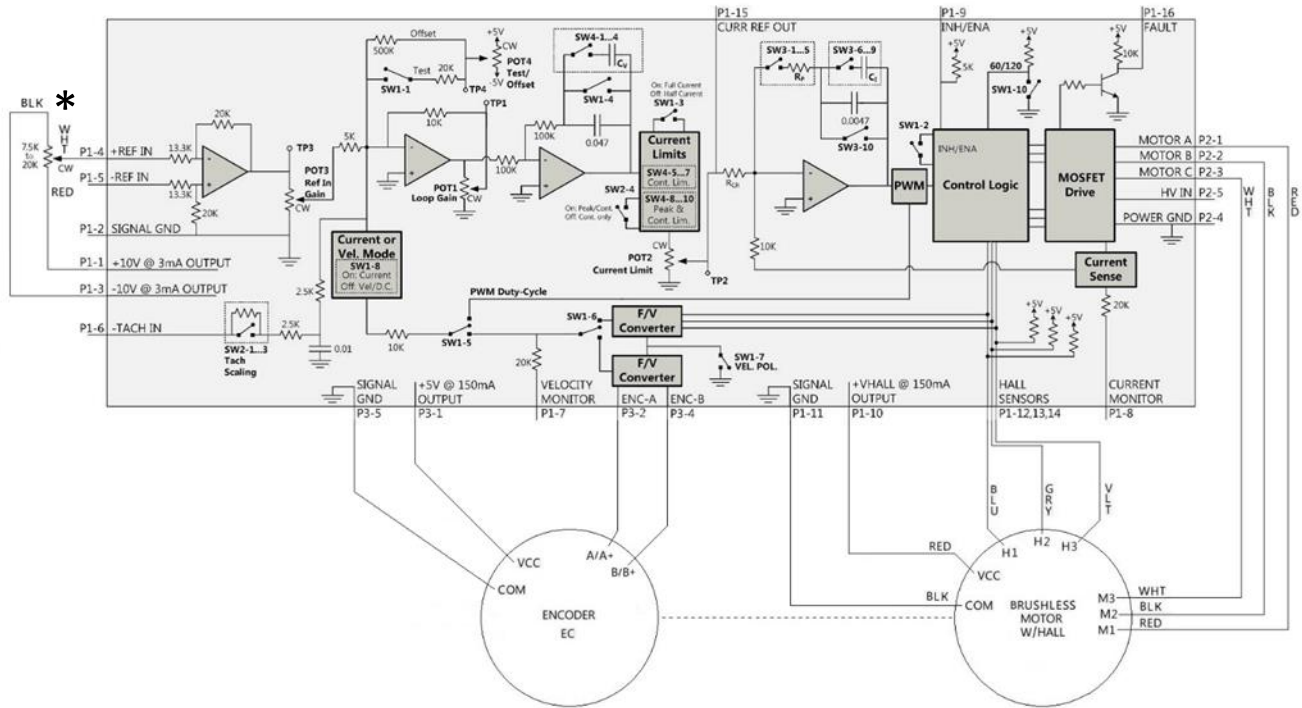 P1-15
CURR REF OUT
P1-9
INH/ENA
P1-16
FAULT
Offset
500K
+5V
CW
POT4
Test/
Offset
-5V
Test
20K
SW1-1
TP4
TP1
SW4-1...4
Cv
SW1-4
0.047
100K
On: Full Current
Off: Half Current
SW1-3
SW3-1...5
RP
SW3-6...9
CI
0.0047
SW3-10
+5V
5K
+5V
60/120
SW1-10
+5V
10K
BLK
*
WHT
7.5K
to
20K
CW
RED
P1-4
+REF IN
P1-5
-REF IN
13.3K
13.3K
20K
20K
TP3
POT3
Ref In
Gain
CW
5K
10K
POT1
Loop Gain
CW
100K
Current
Limits
SW4-5...7
Cont. Lim.
SW4-8...10
Peak &
Cont. Lim.
SW2-4
On: Peak/Cont.
Off: Cont. only
CW
POT2
Current Limit
TP2
RCR
10K
PWM
SW1-2
INH/ENA
Control Logic
MOSFET
Drive
Current
Sense
20K
MOTOR A
P2-1
MOTOR B
P2-2
MOTOR C
P2-3
HV IN
P2-5
POWER GND
P2-4
WHT
BLK
RED
P1-2
SIGNAL GND
P1-1
+10V @ 3mA OUTPUT
P1-3
-10V @ 3mA OUTPUT
P1-6
-TACH IN
SW2-1...3
Tach
Scaling
2.5K
2.5K
0.01
Current or
Vel. Mode
SW1-8
On: Current
Off: Vel/D.C.
10K
PWM Duty-Cycle
SW1-5
20K
SW1-6
F/V
Converter
F/V
Converter
SW1-7
VEL. POL.
+5V
+5V
+5V
SIGNAL
GND
P3-5
+5V @ 150mA
OUTPUT
P3-1
VELOCITY
MONITOR
P1-7
ENC-A
P3-2
ENC-B
P3-4
SIGNAL
GND
P1-11
+VHALL @ 150mA
OUTPUT
P1-10
HALL
SENSORS
P1-12,13,14
CURRENT
MONITOR
P1-8
BLU
GRY
VLT
VCC
COM
A/A+
B/B+
ENCODER
EC
RED
BLK
VCC
COM
H1
H2
H3
BRUSHLESS
MOTOR
W/HALL
M3
M2
M1
WHT
BLK
RED